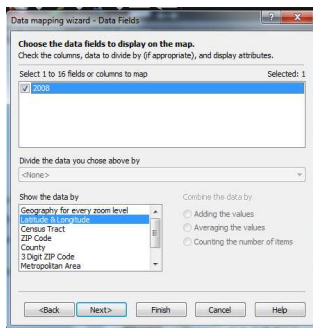 Data mapping wizard - Data Fields
Choose the data fields to display on the map.
Check the columns, data to divide by (if appropriate), and display attributes.
Select 1 to 16 fields or columns to map Selected: 1
2008
Divide the data you chose above by
<None>
Show the data by
Geography for every zoom level
Latitude & Longitude
Census Tract
ZIP Code
County
3 Digit ZIP Code
Metropolitan Area
Combine the data by
Adding the values
Averaging the values
Counting the number of items
<Back Next> Finish Cancel Help